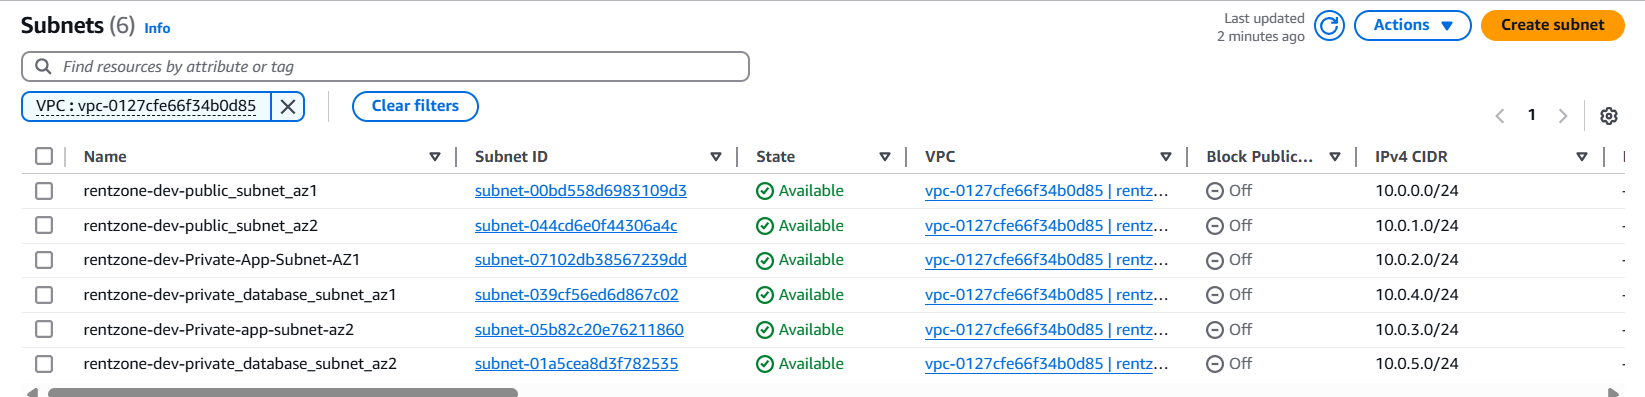 Subnets (6) Info
Last updated
2 minutes ago
Actions
Create subnet
Find resources by attribute or tag
VPC : vpc-0127cfe66f34b0d85
Clear filters
1
Name Subnet ID State VPC Block Public... IPv4 CIDR
rentzone-dev-public_subnet_az1 subnet-00bd558d6983109d3 Available vpc-0127cfe66f34b0d85 | rentz... Off 10.0.0.0/24 -
rentzone-dev-public_subnet_az2 subnet-044cd6e0f44306a4c Available vpc-0127cfe66f34b0d85 | rentz... Off 10.0.1.0/24 -
rentzone-dev-Private-App-Subnet-AZ1 subnet-07102db38567239dd Available vpc-0127cfe66f34b0d85 | rentz... Off 10.0.2.0/24 -
rentzone-dev-private_database_subnet_az1 subnet-039cf56ed6d867c02 Available vpc-0127cfe66f34b0d85 | rentz... Off 10.0.4.0/24 -
rentzone-dev-Private-app-subnet-az2 subnet-05b82c20e76211860 Available vpc-0127cfe66f34b0d85 | rentz... Off 10.0.3.0/24 -
rentzone-dev-private_database_subnet_az2 subnet-01a5cea8d3f782535 Available vpc-0127cfe66f34b0d85 | rentz... Off 10.0.5.0/24 -